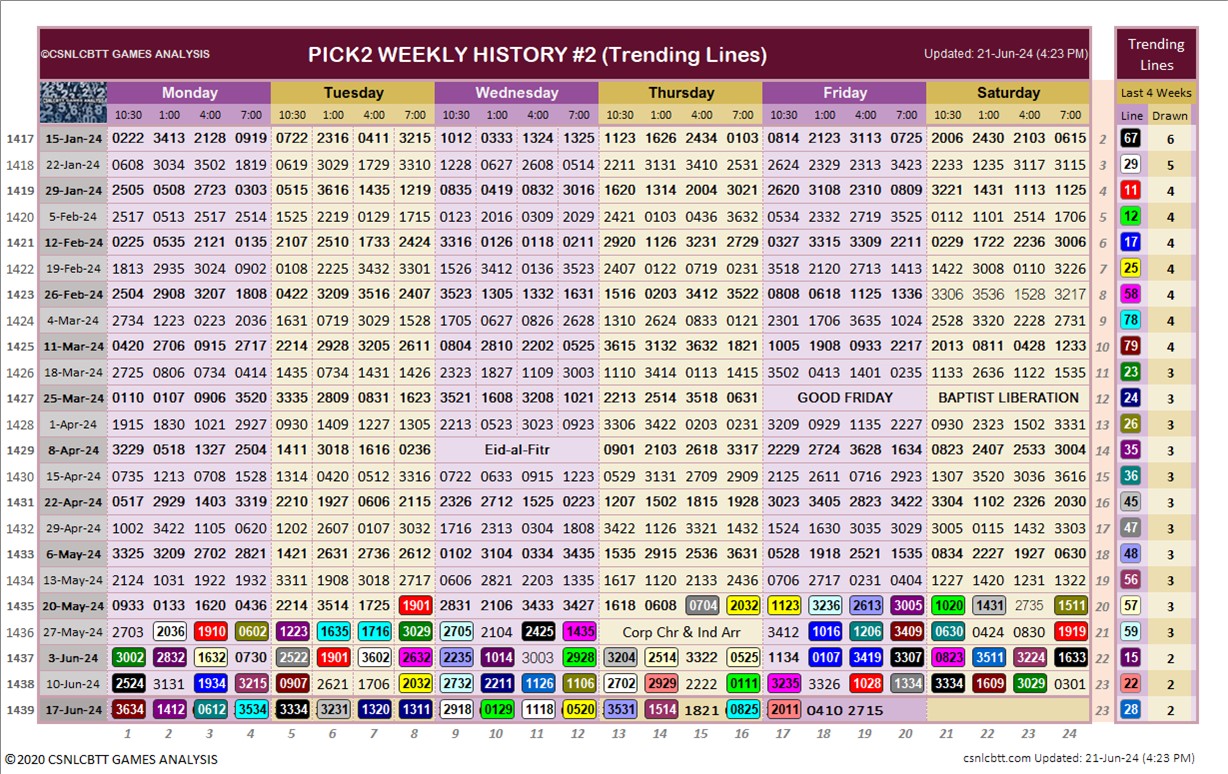 ©CSNLCBTT GAMES ANALYSIS PICK2 WEEKLY HISTORY #2 (Trending Lines) Updated: 21-Jun-24 (4:23 PM) Trending Lines
Monday Tuesday Wednesday Thursday Friday Saturday Last 4 Weeks
10:30 1:00 4:00 7:00 10:30 1:00 4:00 7:00 10:30 1:00 4:00 7:00 10:30 1:00 4:00 7:00 10:30 1:00 4:00 7:00 10:30 1:00 4:00 7:00 Line Drawn
1417 15-Jan-24 0222 3413 2128 0919 0722 2316 0411 3215 1012 0333 1324 1325 1123 1626 2434 0103 0814 2123 3113 0725 2006 2430 2103 0615 2 67 6
1418 22-Jan-24 0608 3034 3502 1819 0619 3029 1729 3310 1228 0627 2608 0514 2211 3131 3410 2531 2624 2329 2113 3423 2233 1235 3117 3115 3 29 5
1419 29-Jan-24 2505 0508 2723 0303 0515 3616 1435 1219 0835 0419 0832 3016 1620 1314 2004 3021 2620 3108 2310 0809 3221 1431 1113 1125 4 11 4
1420 5-Feb-24 2517 0513 2517 2514 1525 2219 0129 1715 0123 2016 0309 2029 2421 0103 0436 3632 0534 2332 2719 3525 0112 1101 2514 1706 5 12 4
1421 12-Feb-24 0225 0535 2121 0135 2107 2510 1733 2424 3316 0126 0118 0211 2920 1126 3231 2729 0327 3315 3309 2211 0229 1722 2236 3006 6 17 4
1422 19-Feb-24 1813 2935 3024 0902 0108 2225 3432 3301 1526 3412 0136 3523 2407 0122 0719 0231 3518 2120 2713 1413 1422 3008 0110 3226 7 25 4
1423 26-Feb-24 2504 2908 3207 1808 0422 3209 3516 2407 3523 1305 1332 1631 1516 0203 3412 3522 0808 0618 1125 1336 3306 3536 1528 3217 8 58 4
1424 4-Mar-24 2734 1223 0223 2036 1631 0719 3029 1523 1705 0627 0826 2628 1310 2624 0833 0121 2301 1706 3635 1024 2528 3320 2228 2731 9 78 4
1425 11-Mar-24 0420 2706 0915 2717 2214 2928 3205 2611 0804 2810 2202 0525 3615 3132 3632 1821 1005 1908 0933 2217 2013 0811 0428 1233 10 79 4
1426 18-Mar-24 2725 0806 0734 0414 1435 0734 1431 1426 2323 1827 1109 3003 1110 3414 0113 1415 3502 0413 1401 0235 1133 2636 1122 1535 11 23 3
1427 25-Mar-24 0110 0107 0906 3520 3335 2809 0831 1623 3521 1608 3208 1021 2213 2514 3518 0631 GOOD FRIDAY BAPTIST LIBERATION 12 24 3
1428 1-Apr-24 1915 1830 1021 2927 0930 1409 1227 1305 2213 0523 3023 0923 3306 3422 0203 0231 3209 0929 1135 2227 0930 2323 1502 3331 13 26 3
1429 8-Apr-24 3229 0518 1327 2504 1411 3018 1616 0236 Eid-al-Fitr 0901 2103 2618 3317 2229 2724 3628 1634 0823 2407 2533 3004 14 35 3
1430 15-Apr-24 0735 1213 0708 1528 1314 0420 0512 3313 0722 0633 0915 1223 0529 3131 2709 2909 2125 2611 0716 2923 1307 3520 3036 3616 15 36 3
1431 22-Apr-24 0517 2929 1403 3319 2210 1927 0606 2115 2326 2712 1525 0223 1207 1502 1815 1928 3023 3405 2223 3422 3304 1102 2326 2030 16 45 3
1432 29-Apr-24 1002 3422 1105 0620 1202 2607 0107 3032 1716 2313 0304 1808 3422 1126 3321 1432 1524 1630 3035 3029 3005 0115 1432 3303 17 47 3
1433 6-May-24 3325 3209 2702 2821 1421 2631 2736 2612 0102 3104 0334 3435 1535 2915 2536 3631 0528 1918 2521 1535 0834 2227 1927 0630 18 48 3
1434 13-May-24 2124 1031 1922 1932 3311 1908 3018 2717 0606 2821 2203 1335 1617 1120 2133 2436 0706 2717 0231 0404 1227 1420 1231 1322 19 56 3
1435 20-May-24 0933 0133 1620 0436 2214 3514 1725 1901 2831 2106 3433 3427 1618 0608 0704 2032 1123 3236 2613 3005 1020 1431 2735 1511 20 57 3
1436 27-May-24 2703 2036 1910 0602 1223 1635 1716 3029 2705 2104 2425 1435 Corp Chr & Ind Arr 3412 1016 1206 3409 0630 0424 0830 1919 21 59 3
1437 3-Jun-24 3002 2832 1632 0730 2522 1901 3602 2632 2235 1014 3003 2928 3204 2514 3322 0525 1134 0107 3419 3307 0823 3511 3224 1633 22 15 2
1438 10-Jun-24 2524 3131 1934 3215 0907 2621 1706 2032 2732 2211 1126 1106 2702 2929 2222 0111 3235 3326 1028 1334 3334 1609 3029 0301 23 22 2
1439 17-Jun-24 3634 1412 0612 3534 3334 3231 1320 1311 2918 0129 1118 0520 3531 1514 1821 0825 2011 0410 2715 23 28 2
1 2 3 4 5 6 7 8 9 10 11 12 13 14 15 16 17 18 19 20 21 22 23 24
©2020 CSNLCBTT GAMES ANALYSIS csnlcbtt.com Updated: 21-Jun-24 (4:23 PM)